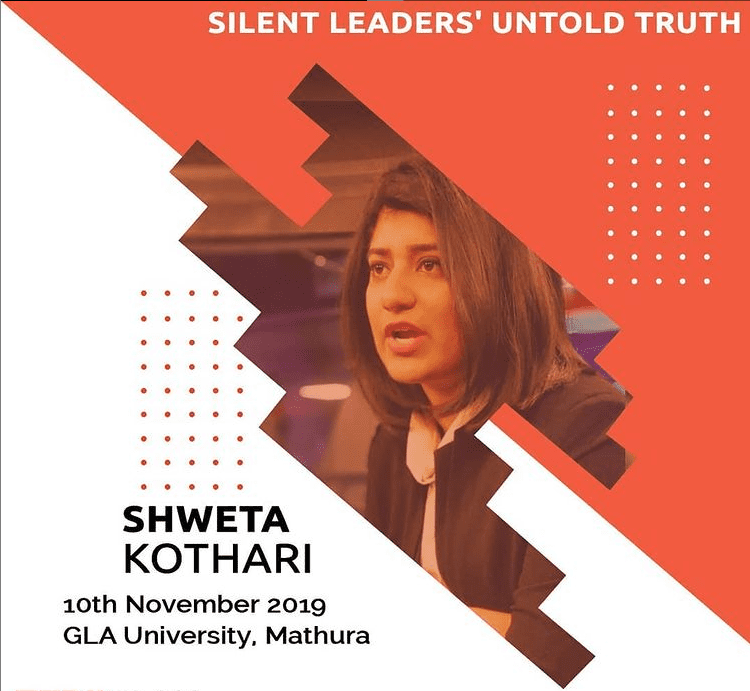 SILENT LEADERS' UNTOLD TRUTH
SHWETA
KOTHARI
10th November 2019
GLA University, Mathura